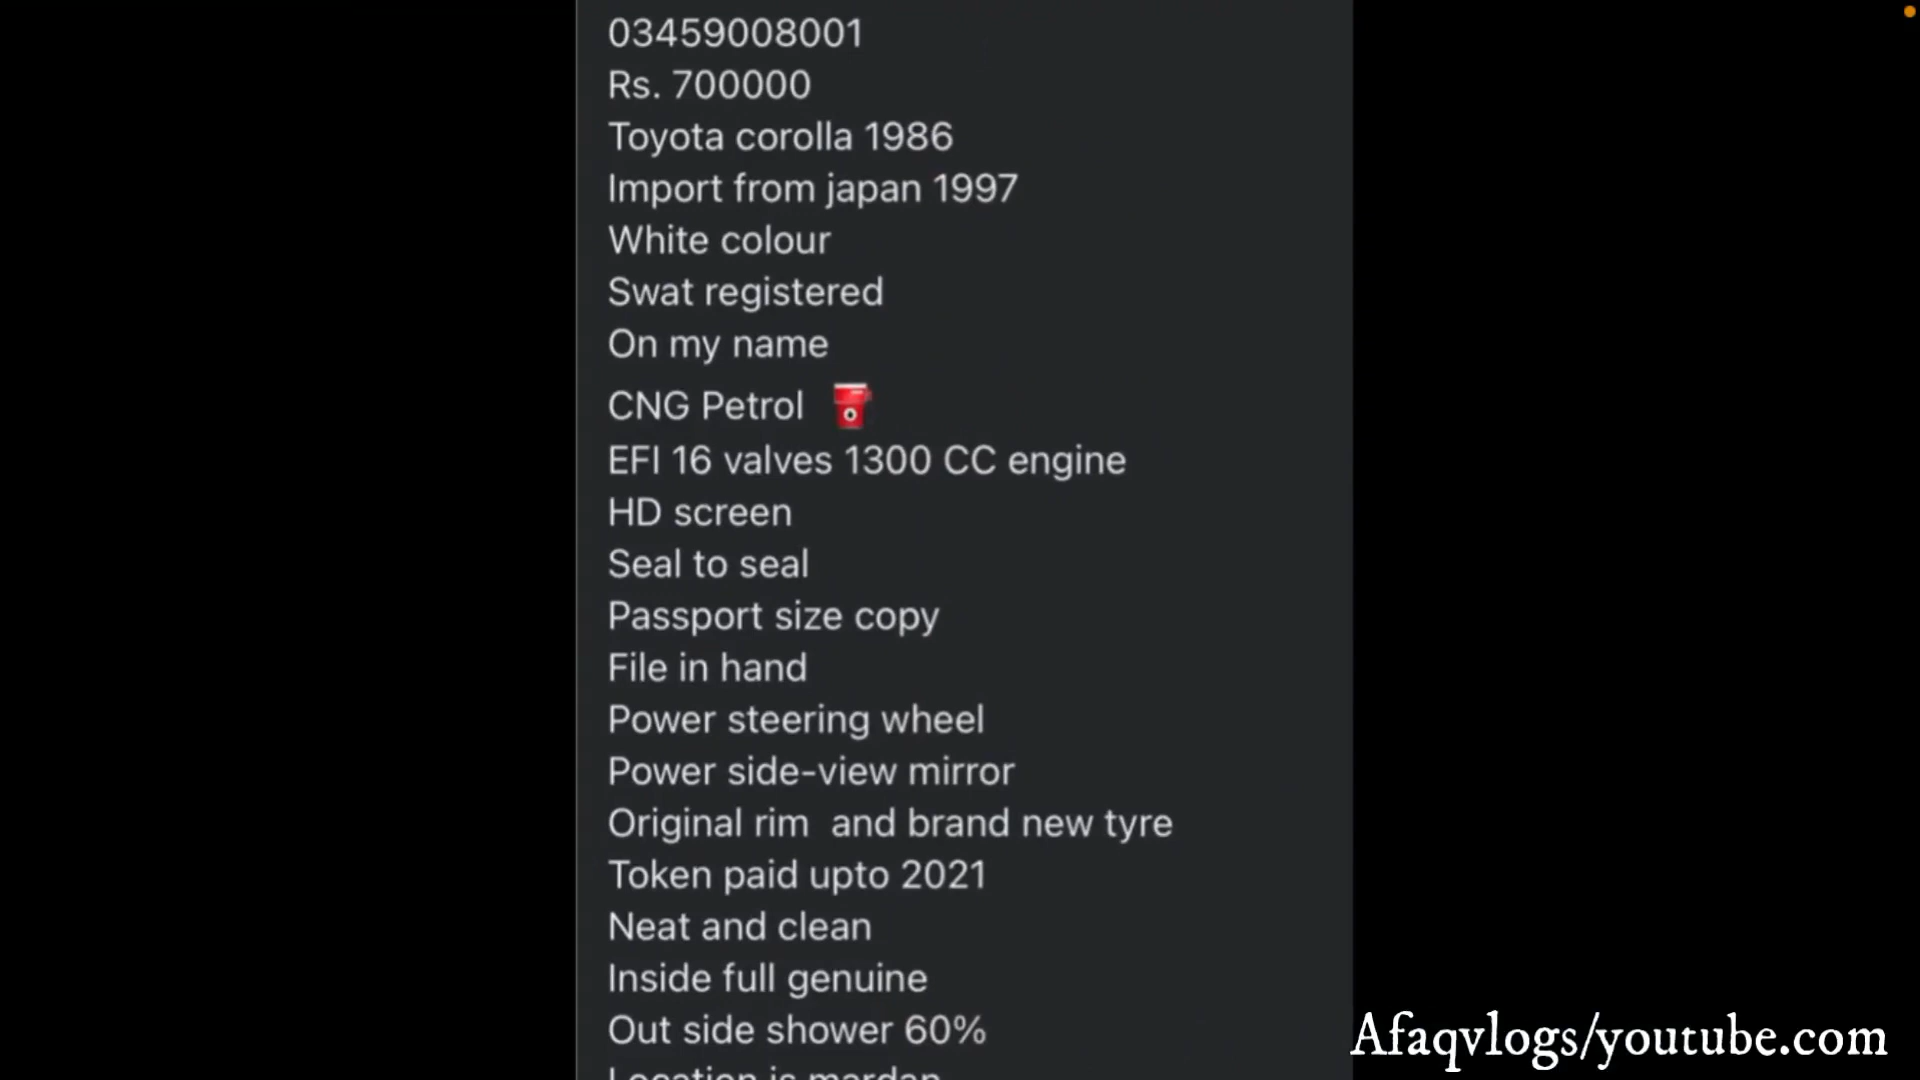 03459008001
Rs. 700000
Toyota corolla 1986
Import from japan 1997
White colour
Swat registered
On my name
CNG Petrol
EFI 16 valves 1300 CC engine
HD screen
Seal to seal
Passport size copy
File in hand
Power steering wheel
Power side-view mirror
Original rim  and brand new tyre
Token paid upto 2021
Neat and clean
Inside full genuine
Out side shower 60%
Location is mardan
Afaqvlogs/youtube.com